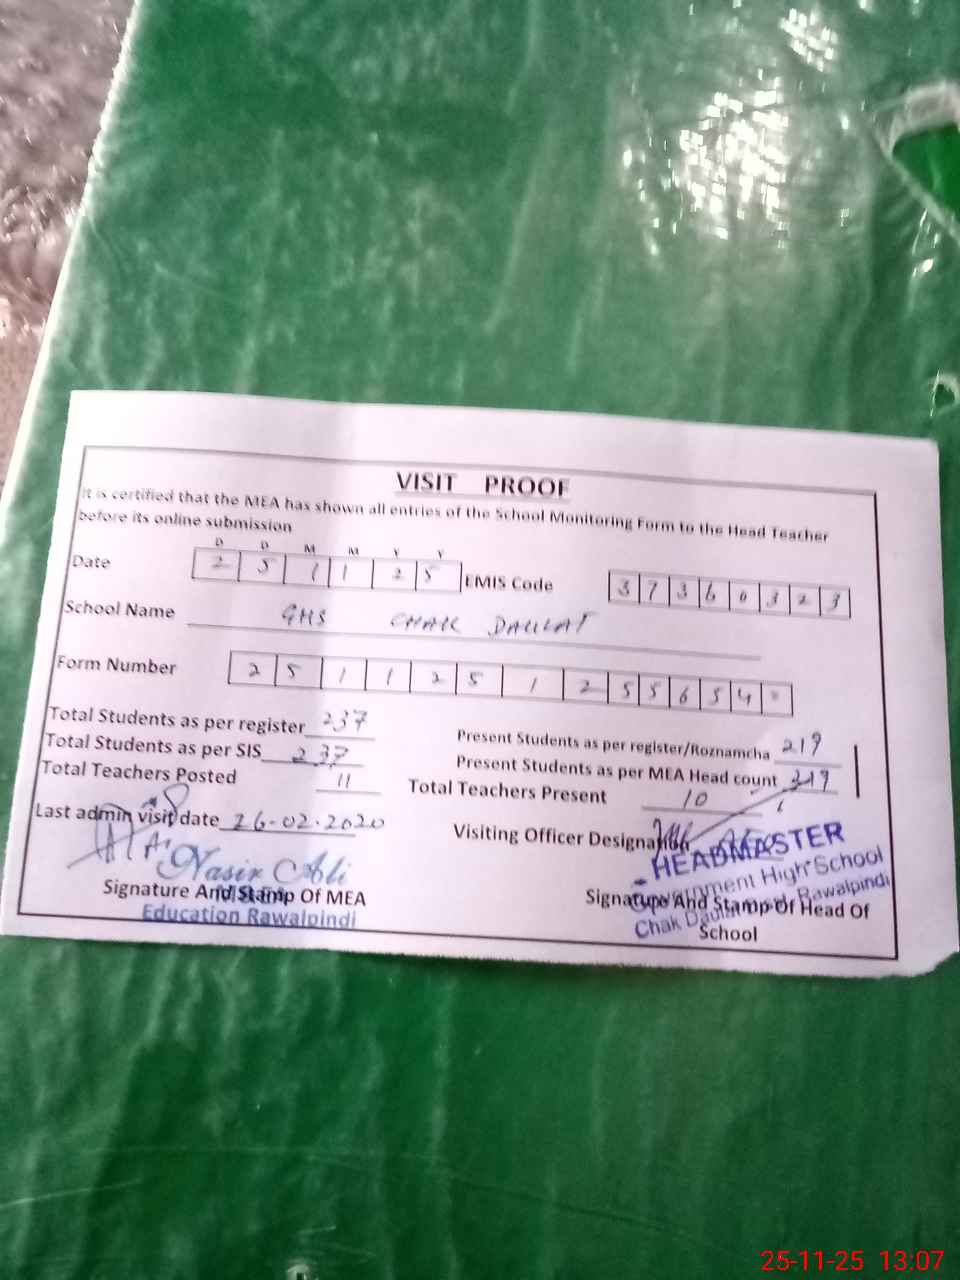 VISIT PROOF
It is certified that the MEA has shown all entries of the School Monitoring Form to the Head Teacher
before its online submission
D D M M Y Y
Date 2 5 1 1 2 5 EMIS Code 3 7 3 6 0 3 2 3
School Name GHS CHAK DAULAT
Form Number 2 5 1 1 2 5 1 2 5 5 6 5 4
Total Students as per register 237 Present Students as per register/Roznamcha 219
Total Students as per SIS 237 Present Students as per MEA Head count 219
Total Teachers Posted 11 Total Teachers Present 10
Last admin visit date 26-02-2020 Visiting Officer Designation
Nasir Ali
HEADMASTER
Government High School
Chak Daulat Rawalpindi
Signature And Stamp Of MEA
Education Rawalpindi
Signature And Stamp Of Head Of
School
25-11-25 13:07